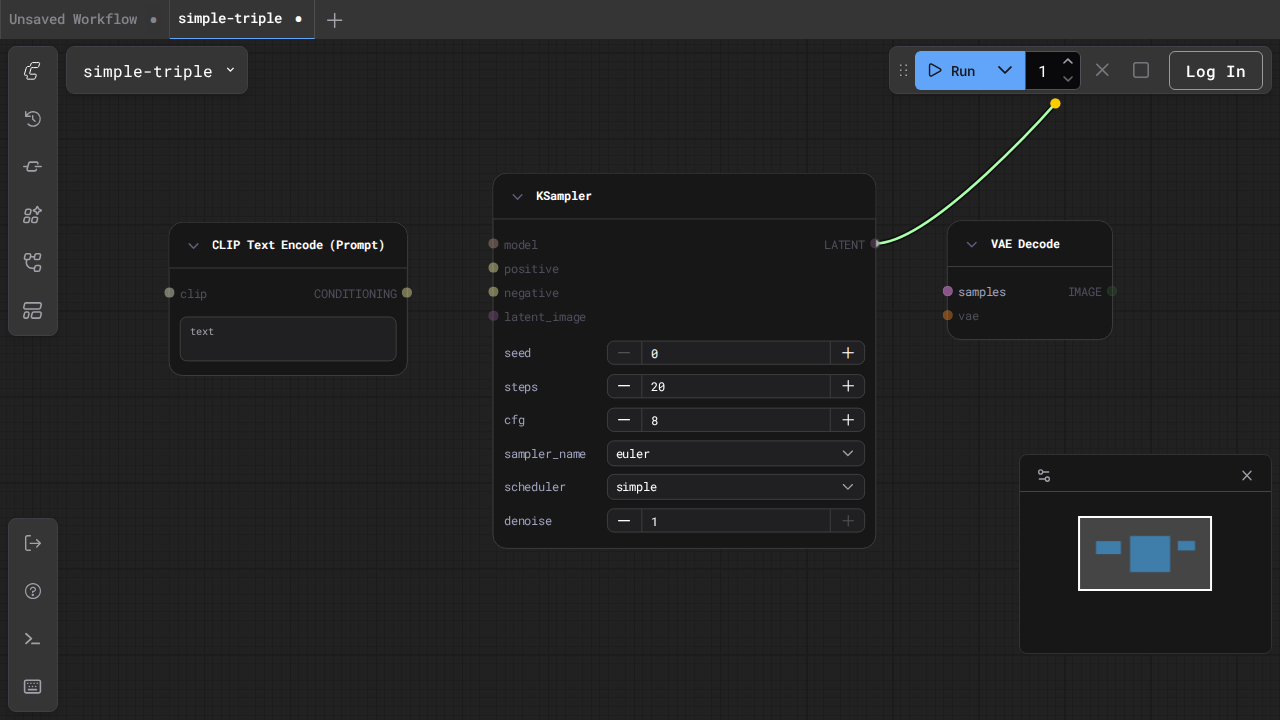 Unsaved Workflow
simple-triple
simple-triple
Run
1
Log In
CLIP Text Encode (Prompt)
clip
CONDITIONING
text
KSampler
model
LATENT
positive
negative
latent_image
seed
0
steps
20
cfg
8
sampler_name
euler
scheduler
simple
denoise
1
VAE Decode
samples
IMAGE
vae